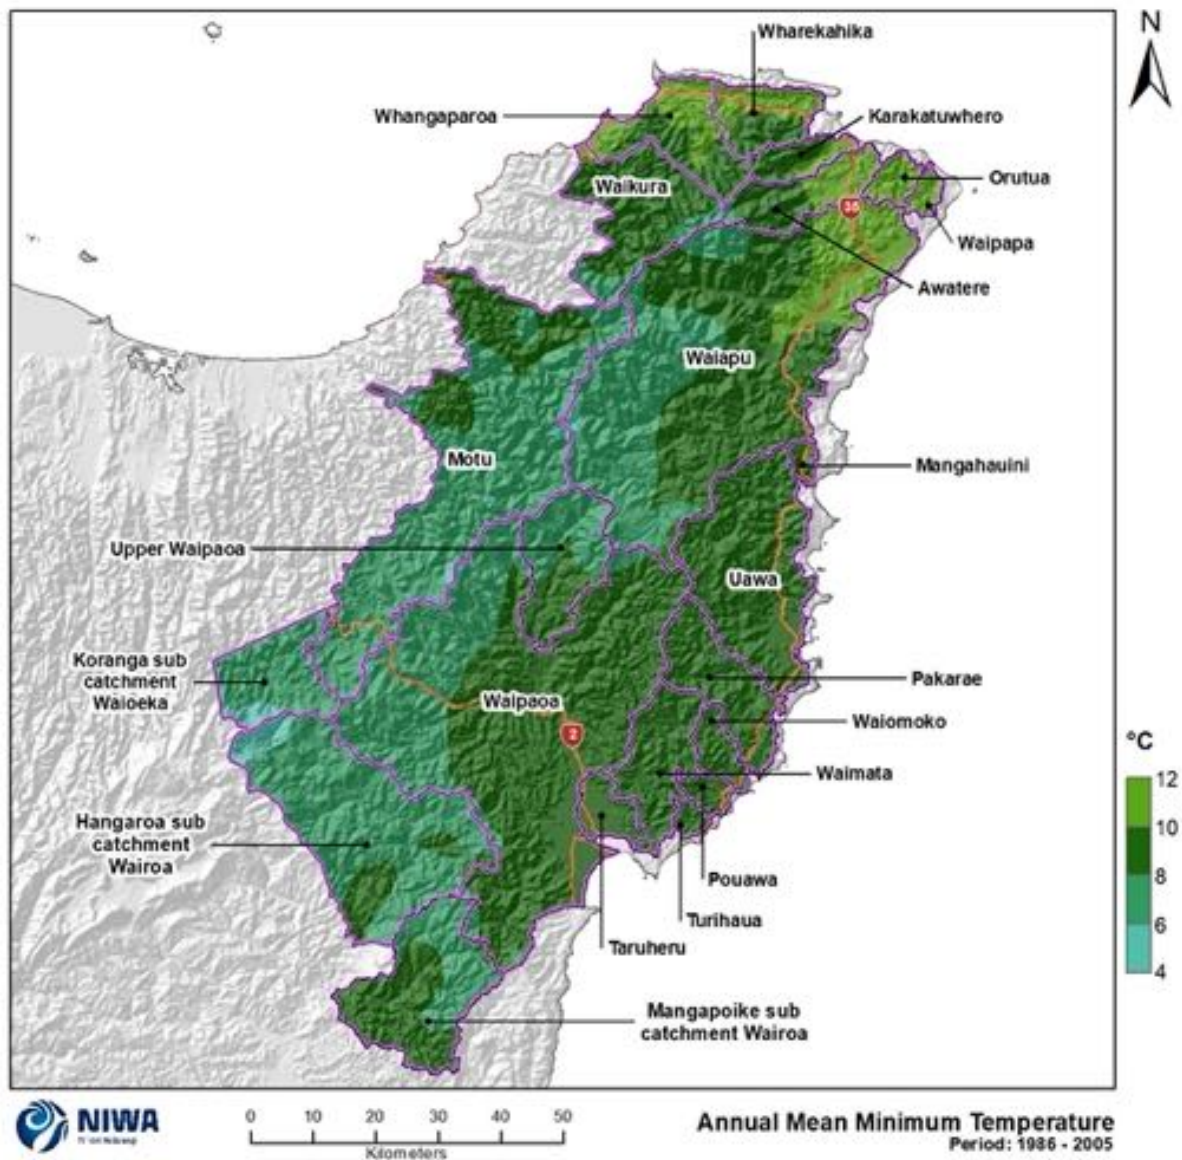 N
Wharekahika
Whangaparoa
Karakatuwhero
Waikura
Orutua
35
Waipapa
Awatere
Waiapu
Motu
Mangahauini
Upper Waipaoa
Uawa
Koranga sub
catchment
Waioeka
Pakarae
Waipaoa
Waiomoko
2
°C
Waimata
12
10
8
6
4
Hangaroa sub
catchment
Wairoa
Pouawa
Turihaua
Taruheru
Mangapoike sub
catchment Wairoa
NIWA
0 10 20 30 40 50
Kilometers
Annual Mean Minimum Temperature
Period: 1986 - 2005